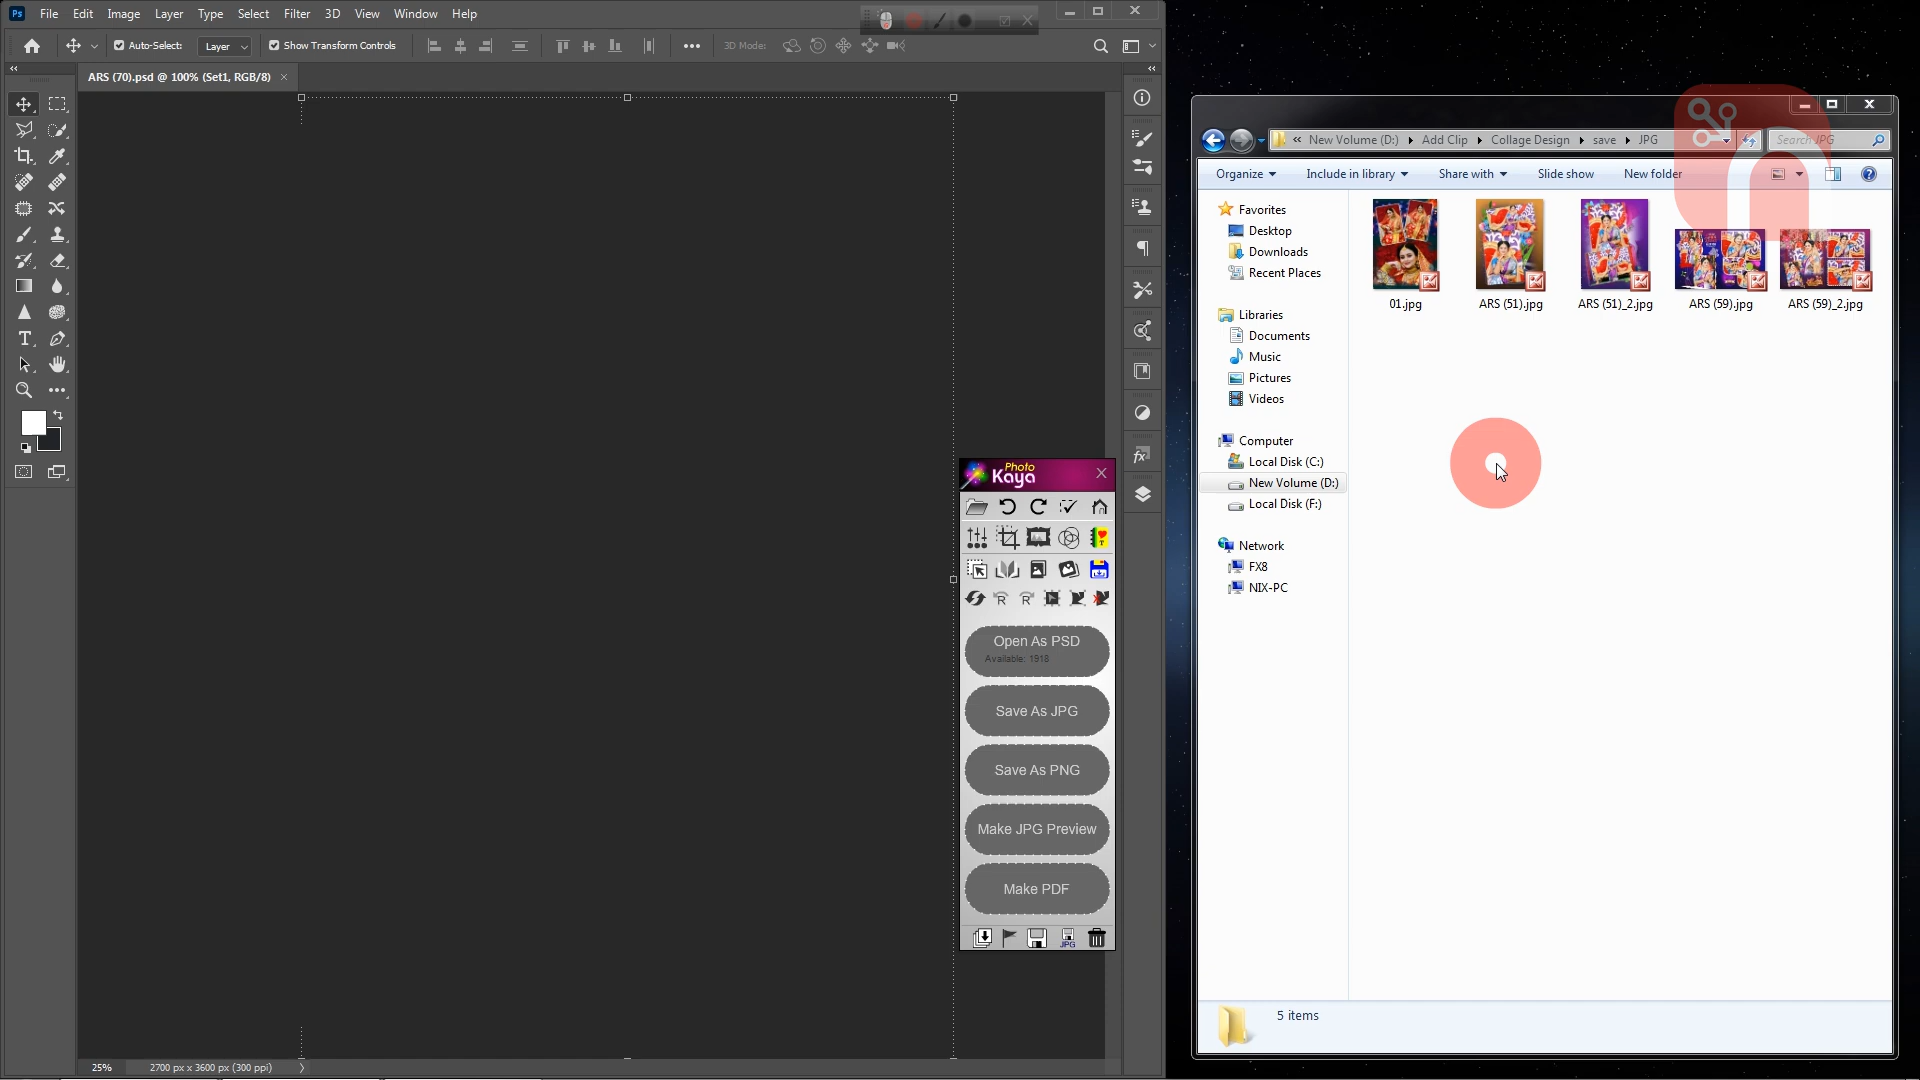 Ps File Edit Image Layer Type Select Filter 3D View Window Help
Auto-Select: Layer Show Transform Controls 3D Mode:
ARS (70).psd @ 100% (Set1, RGB/8) ×
Photo
Kaya
R R
Open As PSD
Available: 1918
Save As JPG
Save As PNG
Make JPG Preview
Make PDF
JPG
25% 2700 px x 3600 px (300 ppi)
« New Volume (D:) Add Clip Collage Design save JPG Search JPG
Organize Include in library Share with Slide show New folder
Favorites
Desktop
Downloads
Recent Places
Libraries
Documents
Music
Pictures
Videos
Computer
Local Disk (C:)
New Volume (D:)
Local Disk (F:)
Network
FX8
NIX-PC
01.jpg ARS (51).jpg ARS (51)_2.jpg ARS (59).jpg ARS (59)_2.jpg
5 items